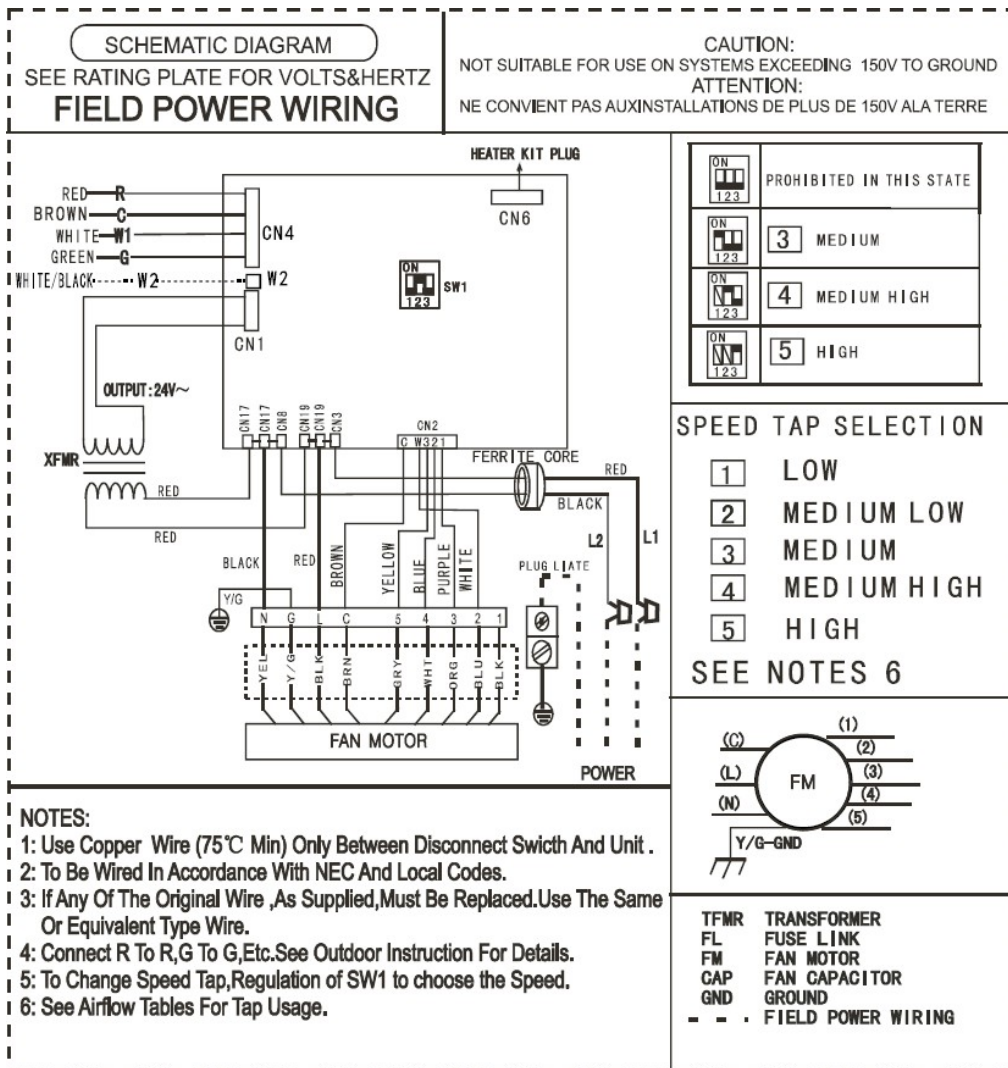 SCHEMATIC DIAGRAM
SEE RATING PLATE FOR VOLTS&HERTZ
FIELD POWER WIRING
CAUTION:
NOT SUITABLE FOR USE ON SYSTEMS EXCEEDING 150V TO GROUND
ATTENTION:
NE CONVIENT PAS AUXINSTALLATIONS DE PLUS DE 150V ALA TERRE
HEATER KIT PLUG
CN6
RED R
BROWN C
WHITE W1
GREEN G
CN4
WHITE/BLACK W2 W2
CN1
ON
123
SW1
OUTPUT:24V~
XFMR
RED
RED
CN17
CN17
CN8
CN19
CN19
CN3
CN2
C W321
FERRITE CORE
RED
BLACK
L2
L1
BLACK
RED
BROWN
YELLOW
BLUE
PURPLE
WHITE
PLUG LIATE
Y/G
N G L C 5 4 3 2 1
YEL
Y/G
BLK
BRN
GRY
WHT
ORG
BLU
BLK
FAN MOTOR
POWER
ON
123
PROHIBITED IN THIS STATE
ON
123
3 MEDIUM
ON
123
4 MEDIUM HIGH
ON
123
5 HIGH
SPEED TAP SELECTION
1 LOW
2 MEDIUM LOW
3 MEDIUM
4 MEDIUM HIGH
5 HIGH
SEE NOTES 6
(C)
(L)
(N)
FM
(1)
(2)
(3)
(4)
(5)
Y/G-GND
TFMR TRANSFORMER
FL FUSE LINK
FM FAN MOTOR
CAP FAN CAPACITOR
GND GROUND
FIELD POWER WIRING
NOTES:
1: Use Copper Wire (75℃ Min) Only Between Disconnect Swicth And Unit .
2: To Be Wired In Accordance With NEC And Local Codes.
3: If Any Of The Original Wire ,As Supplied,Must Be Replaced.Use The Same
Or Equivalent Type Wire.
4: Connect R To R,G To G,Etc.See Outdoor Instruction For Details.
5: To Change Speed Tap,Regulation of SW1 to choose the Speed.
6: See Airflow Tables For Tap Usage.